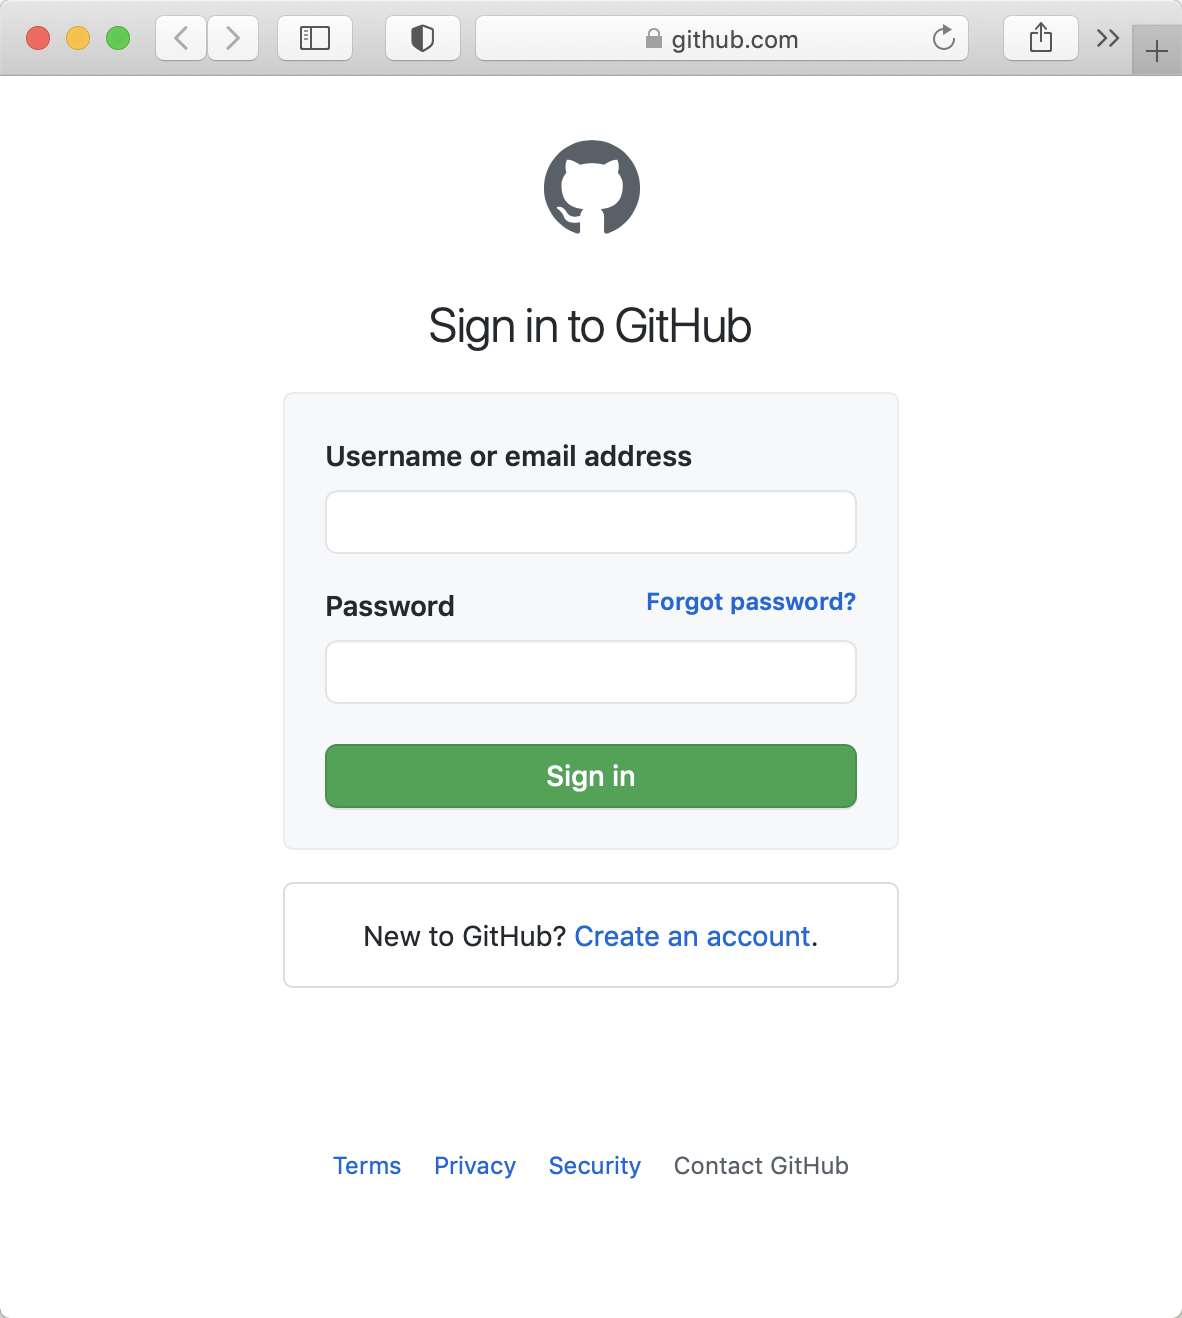 github.com
Sign in to GitHub
Username or email address
Password
Forgot password?
Sign in
New to GitHub? Create an account.
Terms Privacy Security Contact GitHub